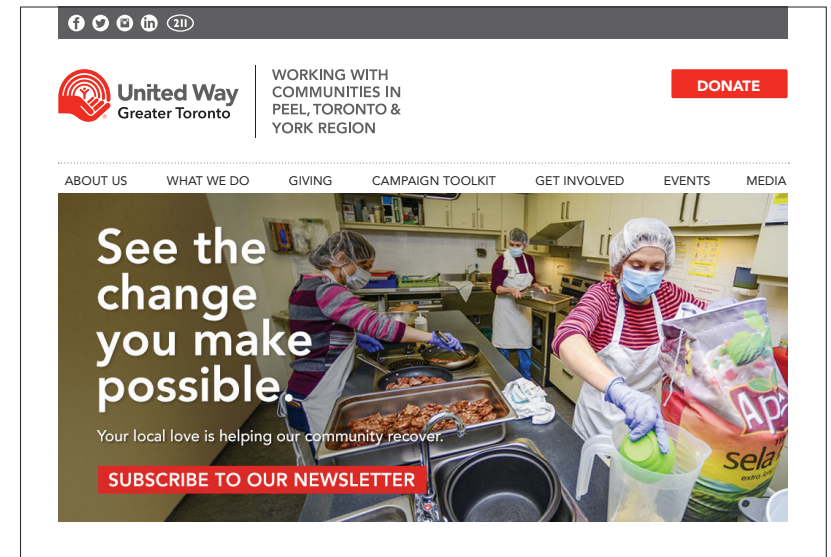 211
United Way
Greater Toronto
WORKING WITH
COMMUNITIES IN
PEEL, TORONTO &
YORK REGION
DONATE
ABOUT US WHAT WE DO GIVING CAMPAIGN TOOLKIT GET INVOLVED EVENTS MEDIA
See the
change
you make
possible.
Your local love is helping our community recover.
SUBSCRIBE TO OUR NEWSLETTER
sela